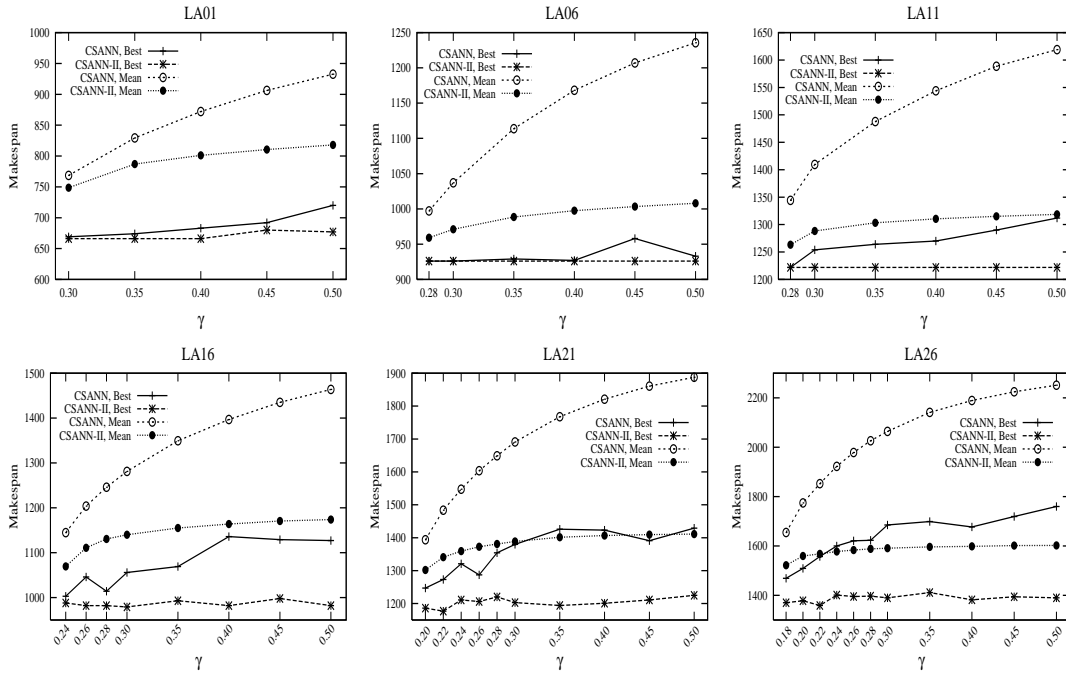 LA01
1000
950
900
850
800
750
700
650
600
0.30
0.35
0.40
0.45
0.50
Makespan
γ
CSANN, Best
CSANN-II, Best
CSANN, Mean
CSANN-II, Mean
LA06
1250
1200
1150
1100
1050
1000
950
900
0.28
0.30
0.35
0.40
0.45
0.50
Makespan
γ
CSANN, Best
CSANN-II, Best
CSANN, Mean
CSANN-II, Mean
LA11
1650
1600
1550
1500
1450
1400
1350
1300
1250
1200
0.28
0.30
0.35
0.40
0.45
0.50
Makespan
γ
CSANN, Best
CSANN-II, Best
CSANN, Mean
CSANN-II, Mean
LA16
1500
1400
1300
1200
1100
1000
0.24
0.26
0.28
0.30
0.35
0.40
0.45
0.50
Makespan
γ
CSANN, Best
CSANN-II, Best
CSANN, Mean
CSANN-II, Mean
LA21
1900
1800
1700
1600
1500
1400
1300
1200
0.20
0.22
0.24
0.26
0.28
0.30
0.35
0.40
0.45
0.50
Makespan
γ
CSANN, Best
CSANN-II, Best
CSANN, Mean
CSANN-II, Mean
LA26
2200
2000
1800
1600
1400
0.18
0.20
0.22
0.24
0.26
0.28
0.30
0.35
0.40
0.45
0.50
Makespan
γ
CSANN, Best
CSANN-II, Best
CSANN, Mean
CSANN-II, Mean